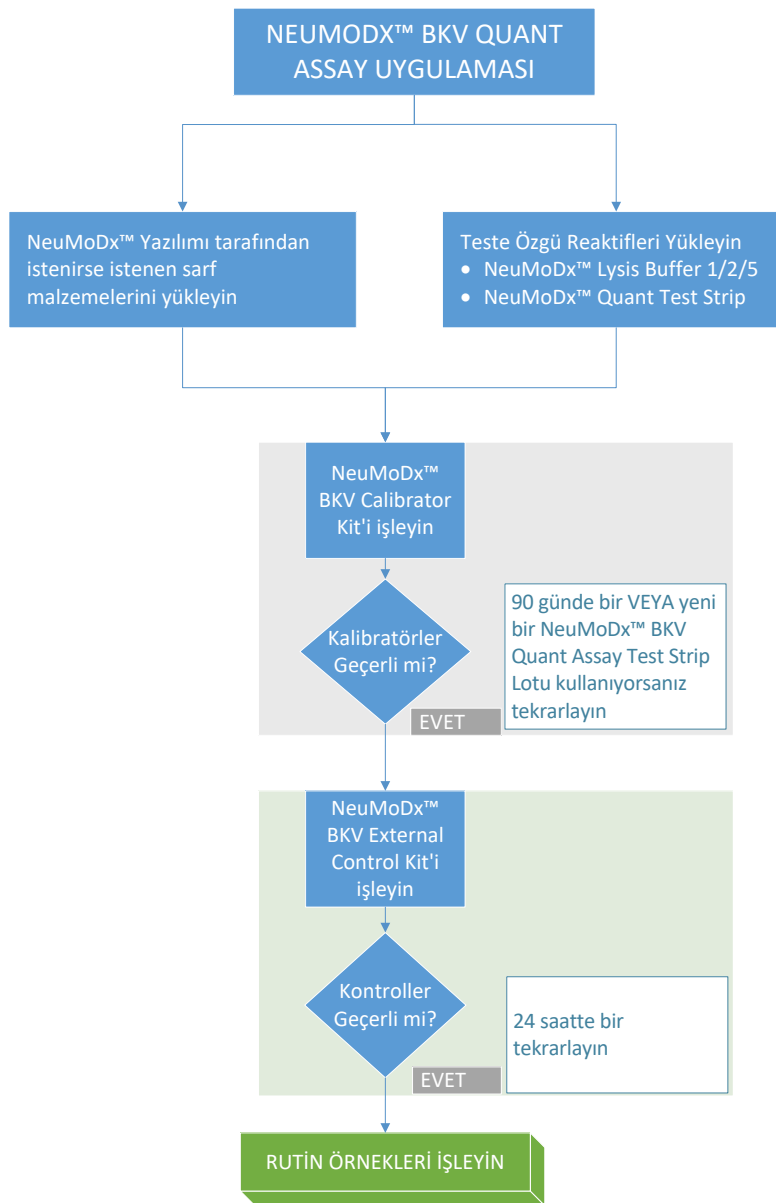 NEUMODX™ BKV QUANT
ASSAY UYGULAMASI
NeuMoDx™ Yazılımı tarafından
istenirse istenen sarf
malzemelerini yükleyin
Teste Özgü Reaktifleri Yükleyin
• NeuMoDx™ Lysis Buffer 1/2/5
• NeuMoDx™ Quant Test Strip
NeuMoDx™
BKV Calibrator
Kit'i işleyin
Kalibratörler
Geçerli mi?
90 günde bir VEYA yeni
bir NeuMoDx™ BKV
Quant Assay Test Strip
Lotu kullanıyorsanız
tekrarlayın
EVET
NeuMoDx™
BKV External
Control Kit'i
işleyin
Kontroller
Geçerli mi?
24 saatte bir
tekrarlayın
EVET
RUTİN ÖRNEKLERİ İŞLEYİN